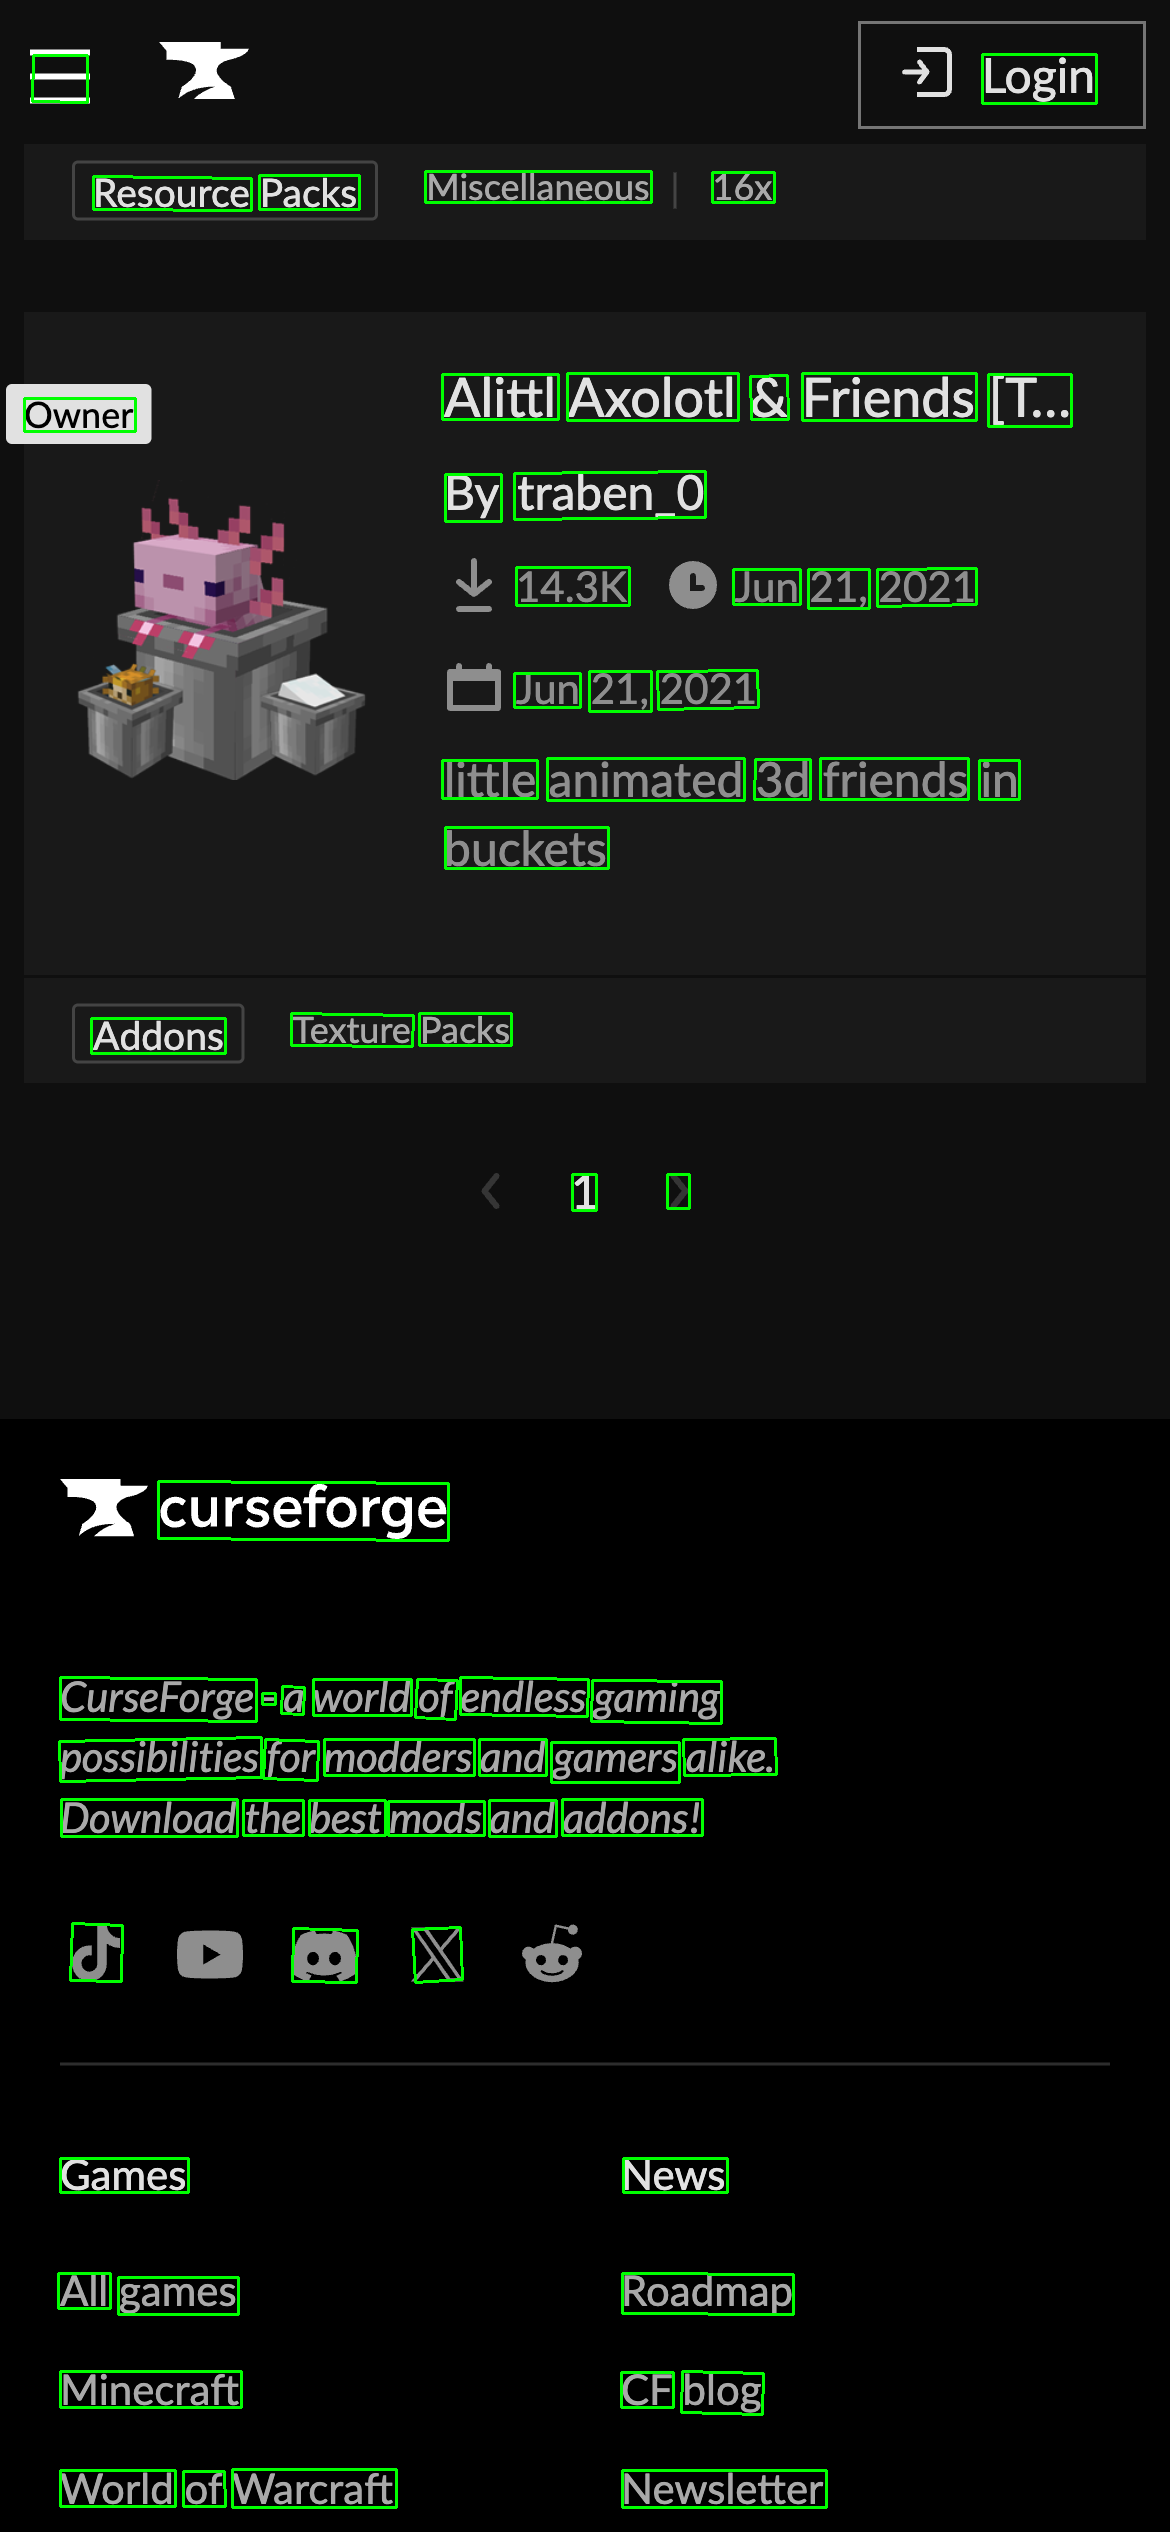 Login
Resource Packs Miscellaneous | 16x
Owner
Alittl Axolotl & Friends [T...
By traben_0
14.3K Jun 21, 2021
Jun 21, 2021
little animated 3d friends in
buckets
Addons Texture Packs
1
curseforge
CurseForge - a world of endless gaming
possibilities for modders and gamers alike.
Download the best mods and addons!
Games
News
All games
Roadmap
Minecraft
CF blog
World of Warcraft
Newsletter